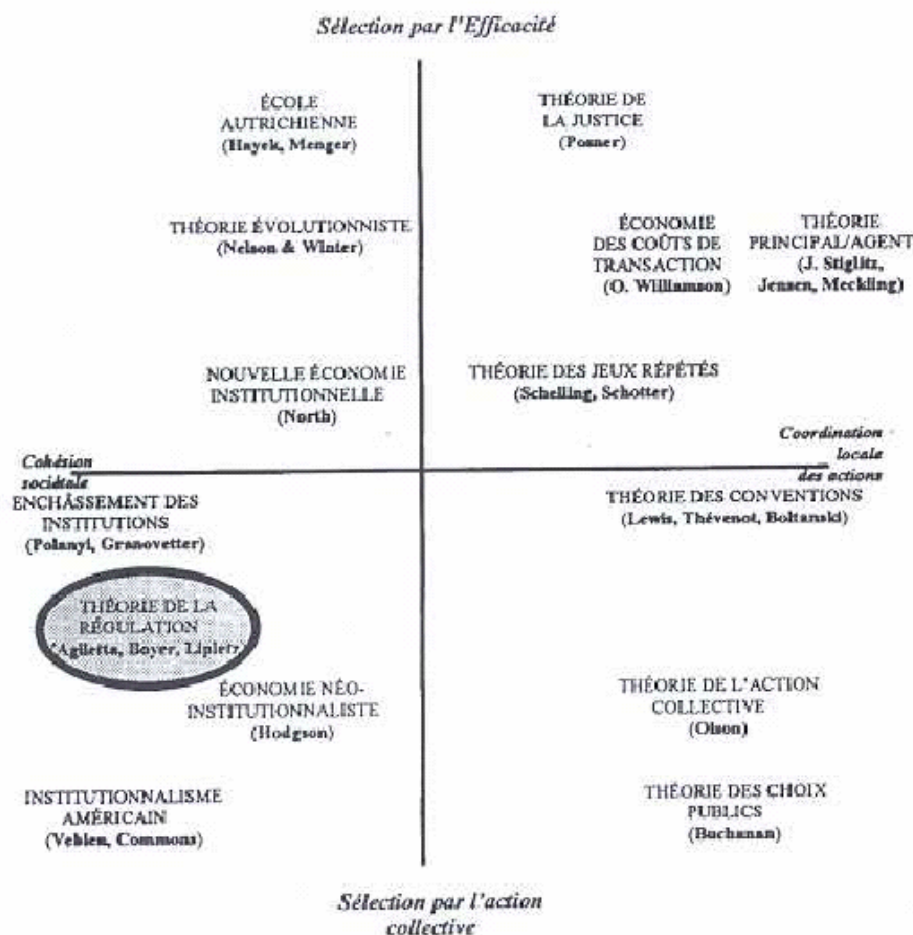 Sélection par l'Efficacité
ÉCOLE
AUTRICHIENNE
(Hayek, Menger)
THÉORIE DE
LA JUSTICE
(Posner)
THÉORIE ÉVOLUTIONNISTE
(Nelson & Winter)
ÉCONOMIE
DES COÛTS DE
TRANSACTION
(O. Williamson)
THÉORIE
PRINCIPAL/AGENT
(J. Stiglitz,
Jensen, Meckling)
NOUVELLE ÉCONOMIE
INSTITUTIONNELLE
(North)
THÉORIE DES JEUX RÉPÉTÉS
(Schelling, Schotter)
Cohésion
sociétale
Coordination
locale
des actions
ENCHÂSSEMENT DES
INSTITUTIONS
(Polanyi, Granovetter)
THÉORIE DES CONVENTIONS
(Lewis, Thévenot, Boltanski)
THÉORIE DE LA
RÉGULATION
(Aglietta, Boyer, Lipietz)
ÉCONOMIE NÉO-
INSTITUTIONNALISTE
(Hodgson)
THÉORIE DE L'ACTION
COLLECTIVE
(Olson)
INSTITUTIONNALISME
AMÉRICAIN
(Veblen, Commons)
THÉORIE DES CHOIX
PUBLICS
(Buchanan)
Sélection par l'action
collective